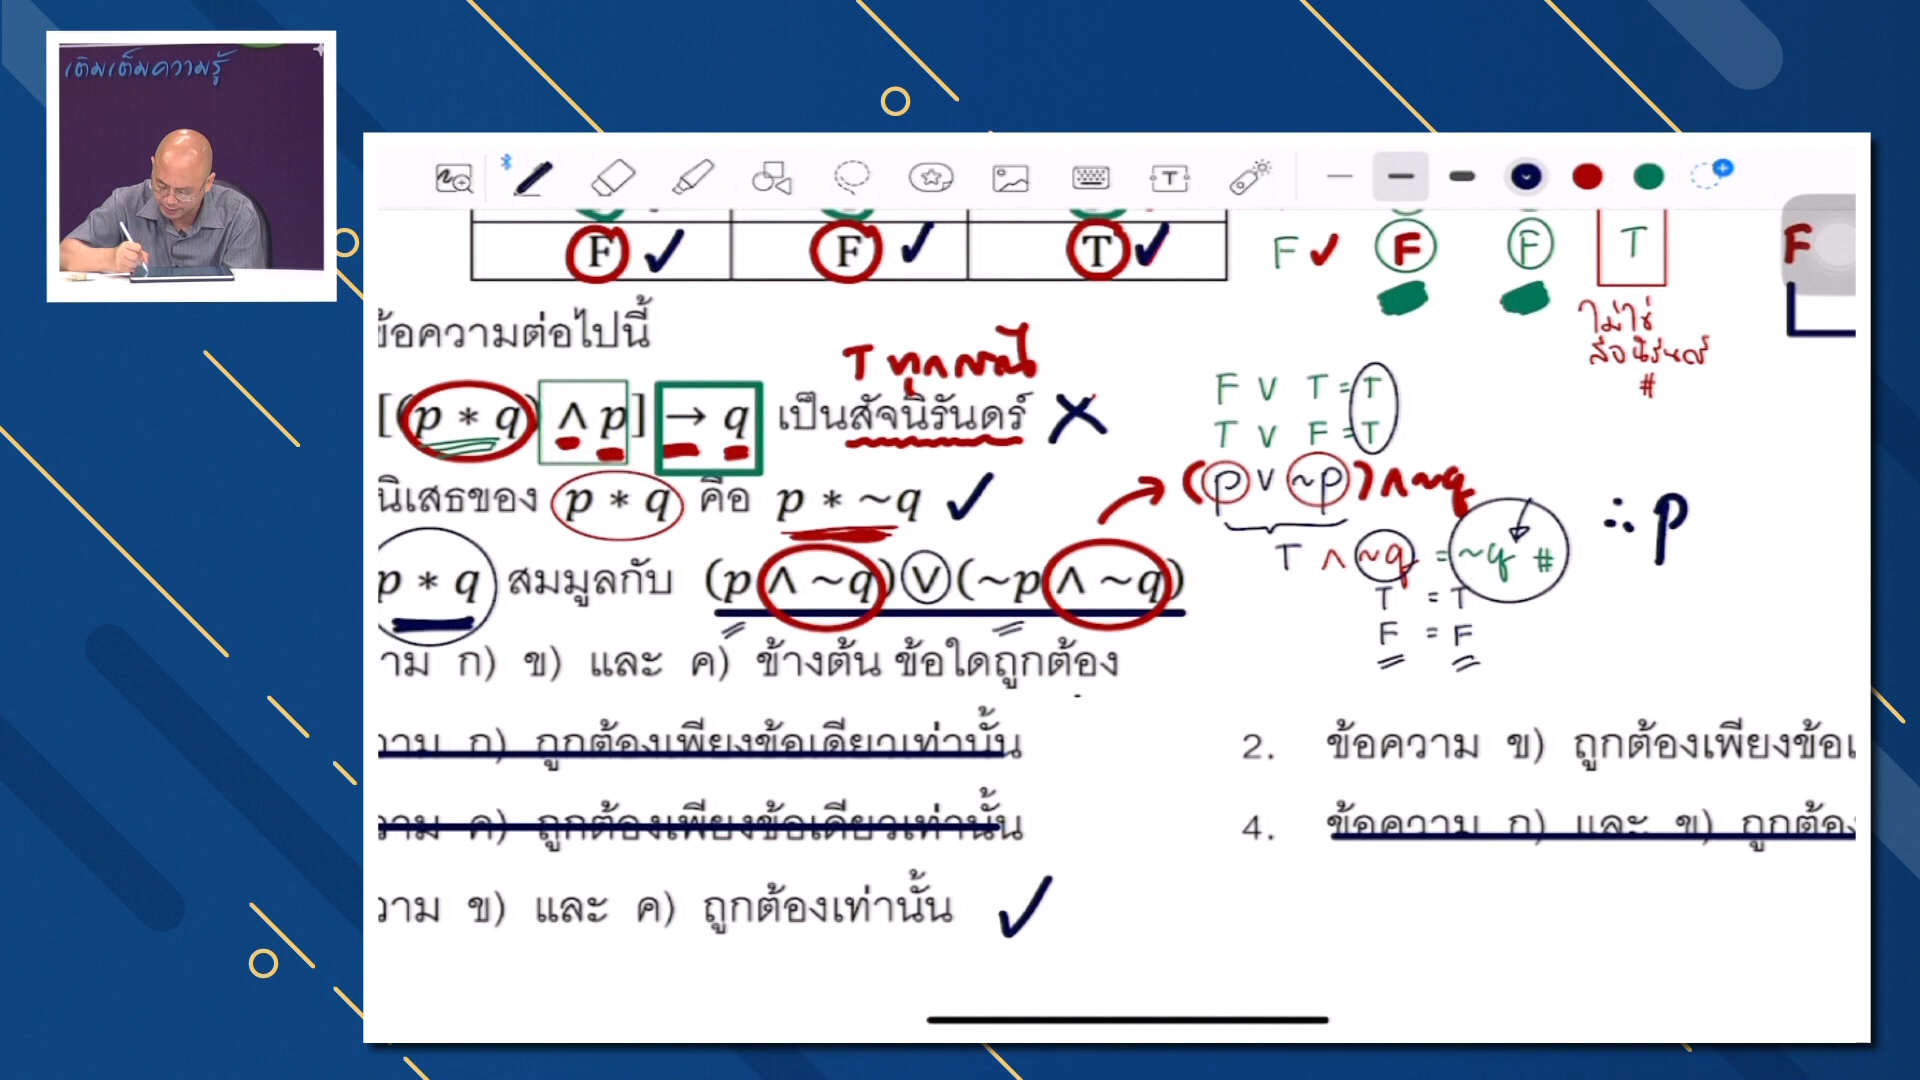 เติมเต็มความรู้
F ✓ F ✓ T ✓ F ✓ F F T F
ข้อความต่อไปนี้
ไม่ใช่
สัจนิรันดร์
#
T ทุกกรณี
F ∨ T = T
T ∨ F = T
[(p ∗ q) ∧ p] → q เป็นสัจนิรันดร์ ✗
นิเสธของ p ∗ q คือ p ∗ ~q ✓
(p ∨ ~p) ∧ ~q
∴ p
T ∧ ~q = ~q #
T = T
F = F
p ∗ q สมมูลกับ (p ∧ ~q) ∨ (~p ∧ ~q)
าม ก) ข) และ ค) ข้างต้น ข้อใดถูกต้อง
วาม ก) ถูกต้องเพียงข้อเดียวเท่านั้น
2. ข้อความ ข) ถูกต้องเพียงข้อเ
วาม ค) ถูกต้องเพียงข้อเดียวเท่านั้น
4. ข้อความ ก) และ ข) ถูกต้อง
วาม ข) และ ค) ถูกต้องเท่านั้น ✓